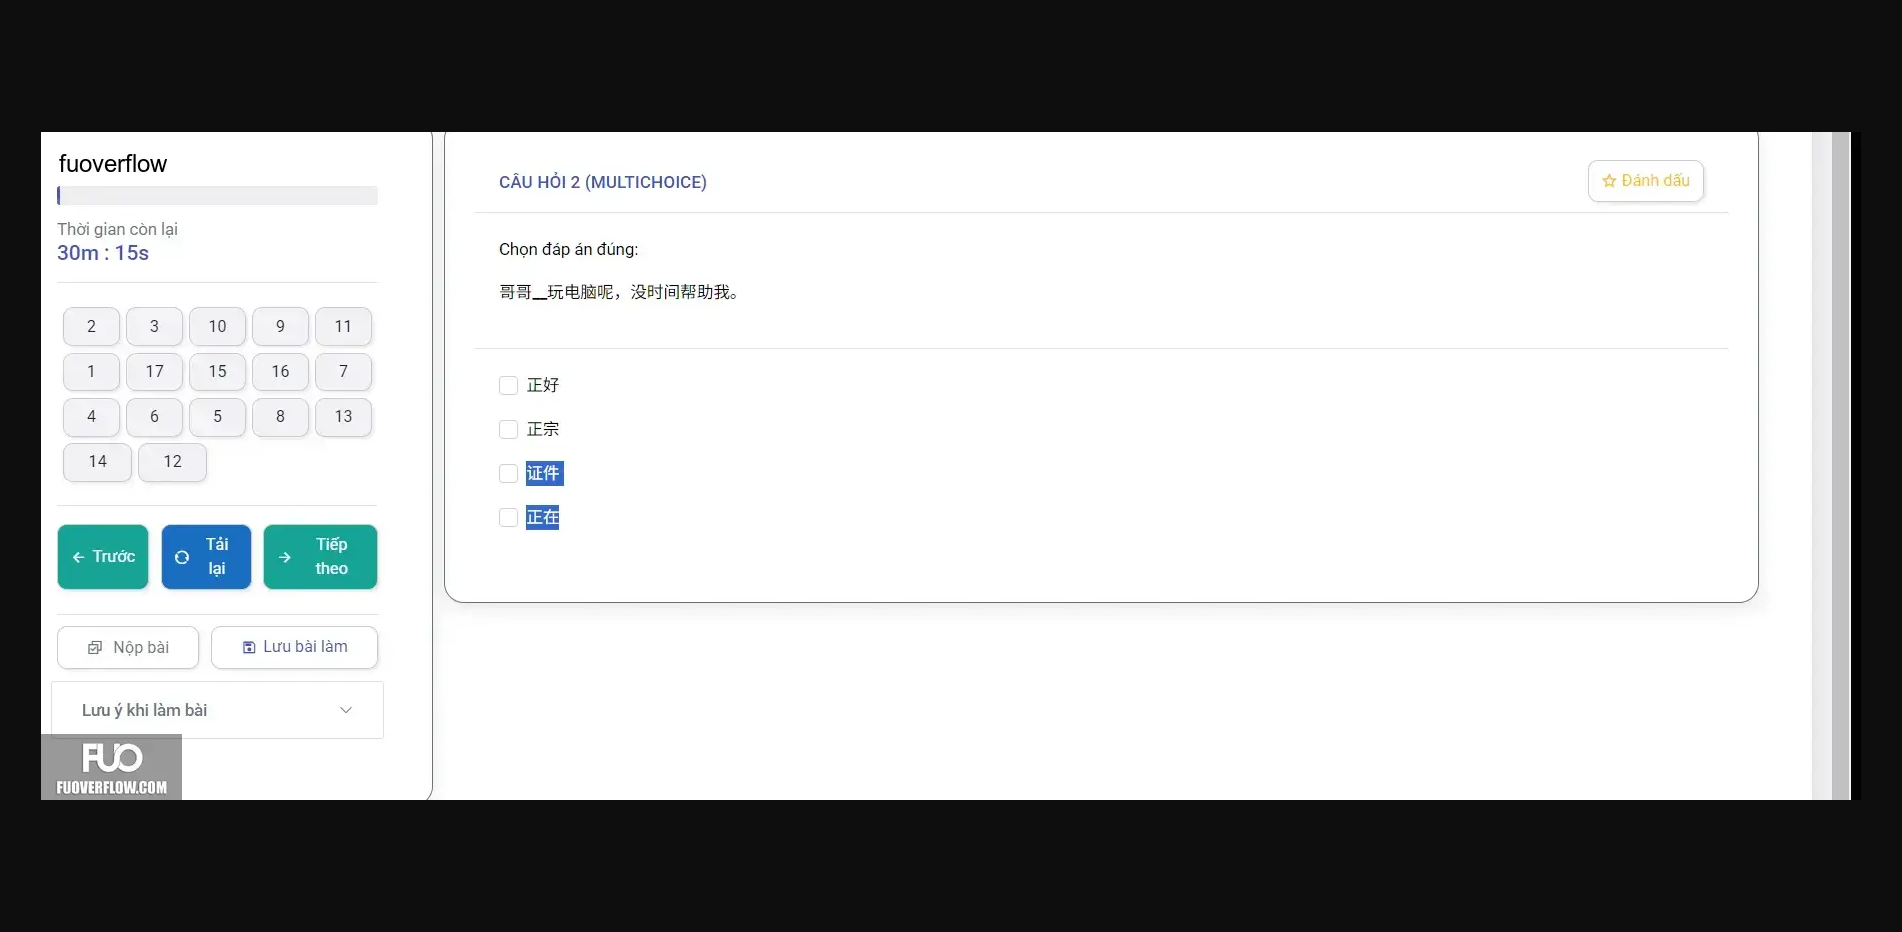 fuoverflow
Thời gian còn lại
30m : 15s
2 3 10 9 11
1 17 15 16 7
4 6 5 8 13
14 12
Trước
Tải lại
Tiếp theo
Nộp bài
Lưu bài làm
Lưu ý khi làm bài
FUO
FUOVERFLOW.COM
CÂU HỎI 2 (MULTICHOICE)
Đánh dấu
Chọn đáp án đúng:
哥哥__玩电脑呢，没时间帮助我。
正好
正宗
证件
正在